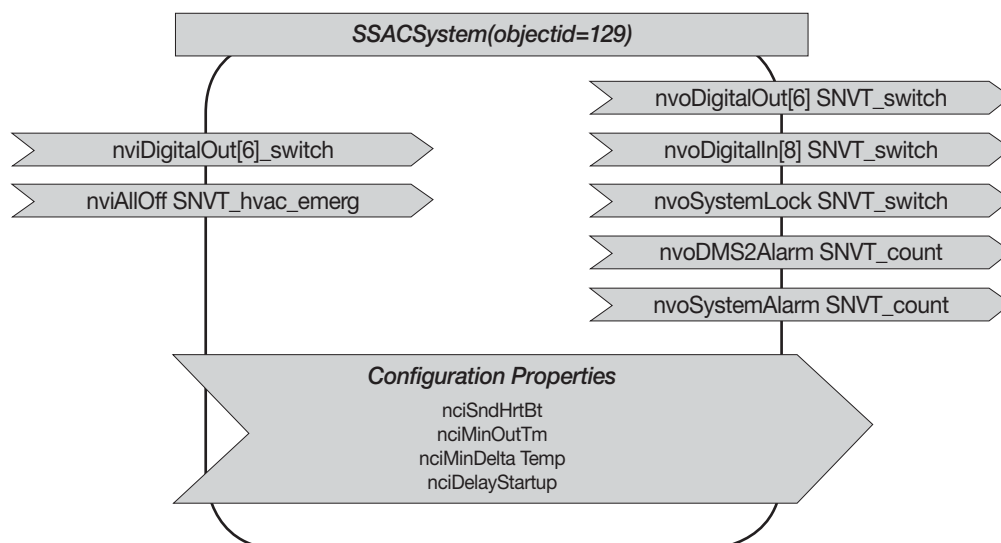 SSACSystem(objectid=129)
nvoDigitalOut[6] SNVT_switch
nviDigitalOut[6]_switch
nvoDigitalIn[8] SNVT_switch
nviAllOff SNVT_hvac_emerg
nvoSystemLock SNVT_switch
nvoDMS2Alarm SNVT_count
nvoSystemAlarm SNVT_count
Configuration Properties
nciSndHrtBt
nciMinOutTm
nciMinDelta Temp
nciDelayStartup